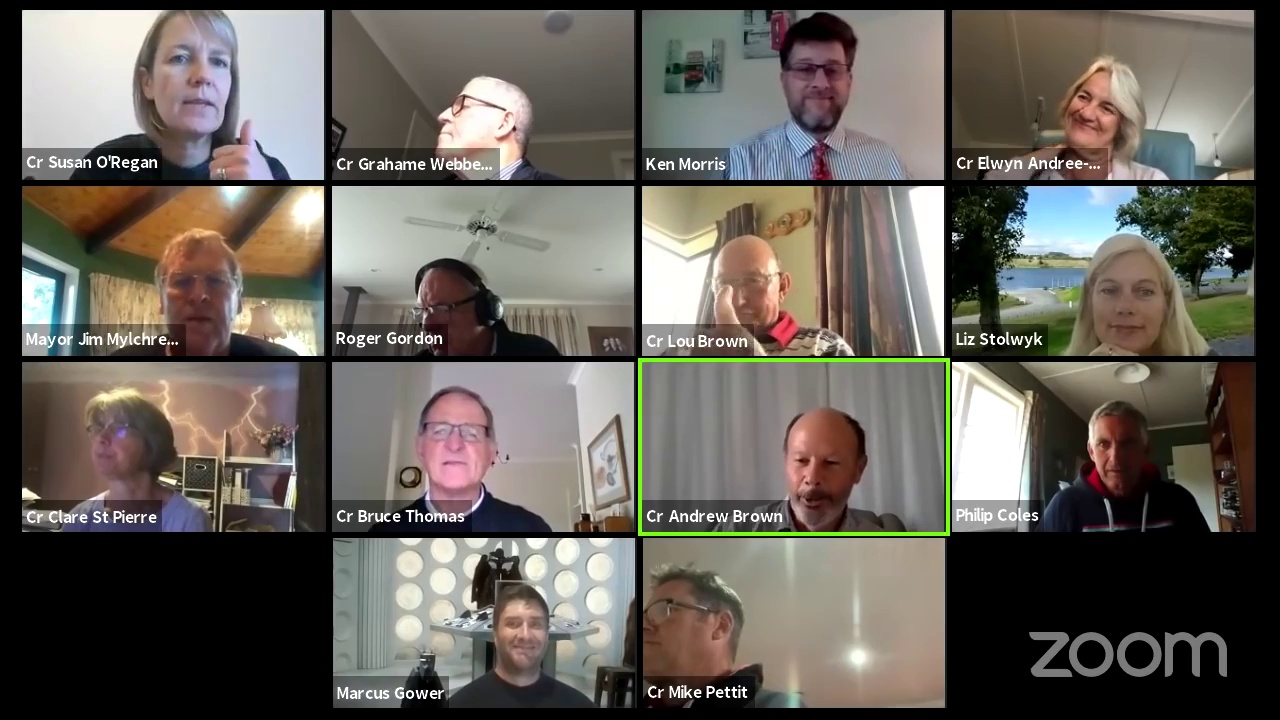 Cr Susan O'Regan
Cr Grahame Webbe...
Ken Morris
Cr Elwyn Andree-...
Mayor Jim Mylchre...
Roger Gordon
Cr Lou Brown
Liz Stolwyk
Cr Clare St Pierre
Cr Bruce Thomas
Cr Andrew Brown
Philip Coles
Marcus Gower
Cr Mike Pettit
zoom